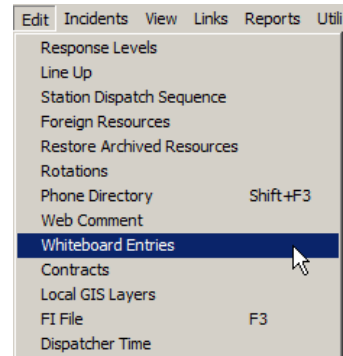 Edit Incidents View Links Reports Utili
Response Levels
Line Up
Station Dispatch Sequence
Foreign Resources
Restore Archived Resources
Rotations
Phone Directory Shift+F3
Web Comment
Whiteboard Entries
Contracts
Local GIS Layers
FI File F3
Dispatcher Time